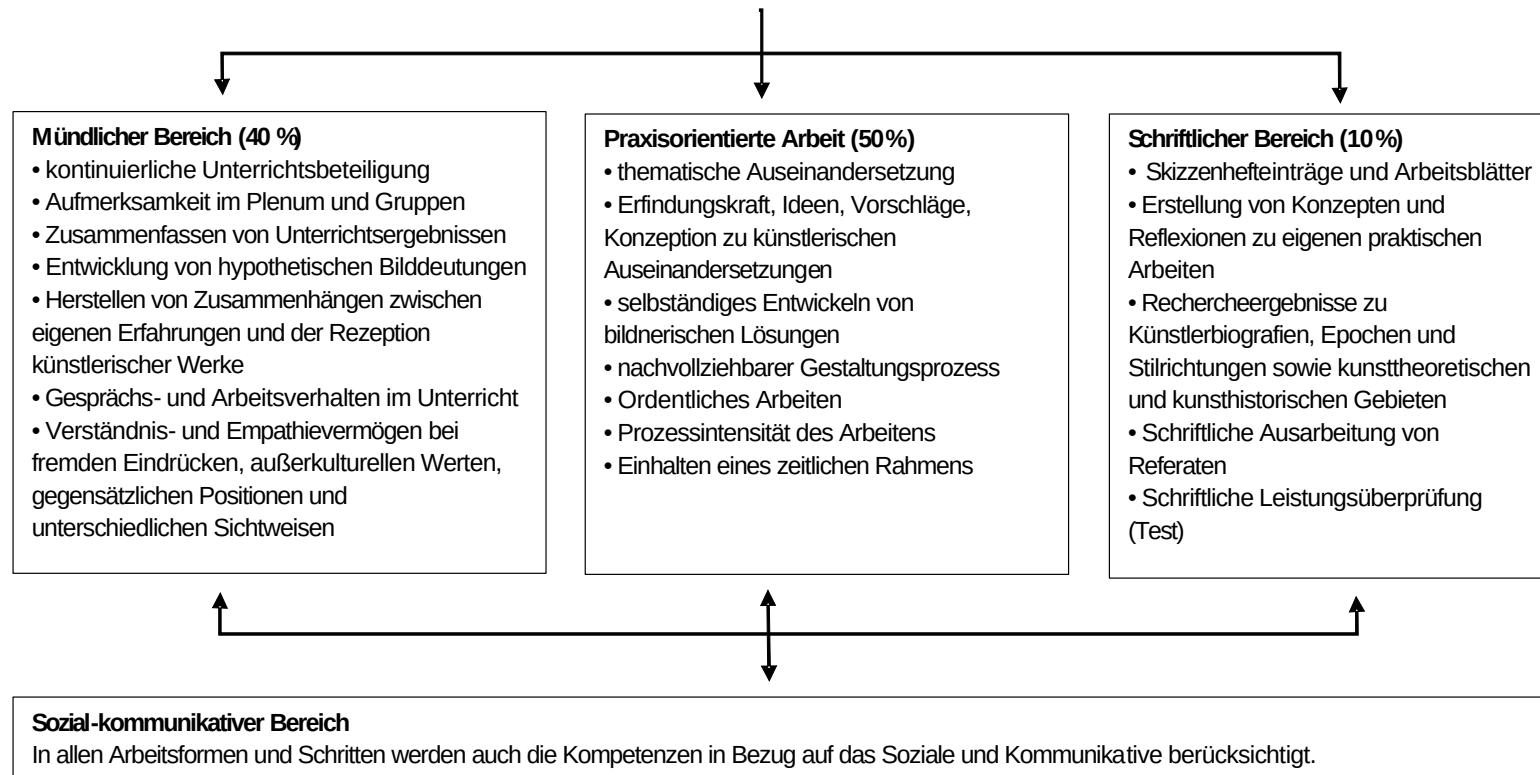 Mündlicher Bereich (40 %)
• kontinuierliche Unterrichtsbeteiligung
• Aufmerksamkeit im Plenum und Gruppen
• Zusammenfassen von Unterrichtsergebnissen
• Entwicklung von hypothetischen Bilddeutungen
• Herstellen von Zusammenhängen zwischen
eigenen Erfahrungen und der Rezeption
künstlerischer Werke
• Gesprächs- und Arbeitsverhalten im Unterricht
• Verständnis- und Empathievermögen bei
fremden Eindrücken, außerkulturellen Werten,
gegensätzlichen Positionen und
unterschiedlichen Sichtweisen
Praxisorientierte Arbeit (50%)
• thematische Auseinandersetzung
• Erfindungskraft, Ideen, Vorschläge,
Konzeption zu künstlerischen
Auseinandersetzungen
• selbständiges Entwickeln von
bildnerischen Lösungen
• nachvollziehbarer Gestaltungsprozess
• Ordentliches Arbeiten
• Prozessintensität des Arbeitens
• Einhalten eines zeitlichen Rahmens
Schriftlicher Bereich (10%)
• Skizzenhefteinträge und Arbeitsblätter
• Erstellung von Konzepten und
Reflexionen zu eigenen praktischen
Arbeiten
• Rechercheergebnisse zu
Künstlerbiografien, Epochen und
Stilrichtungen sowie kunsttheoretischen
und kunsthistorischen Gebieten
• Schriftliche Ausarbeitung von
Referaten
• Schriftliche Leistungsüberprüfung
(Test)
Sozial-kommunikativer Bereich
In allen Arbeitsformen und Schritten werden auch die Kompetenzen in Bezug auf das Soziale und Kommunikative berücksichtigt.